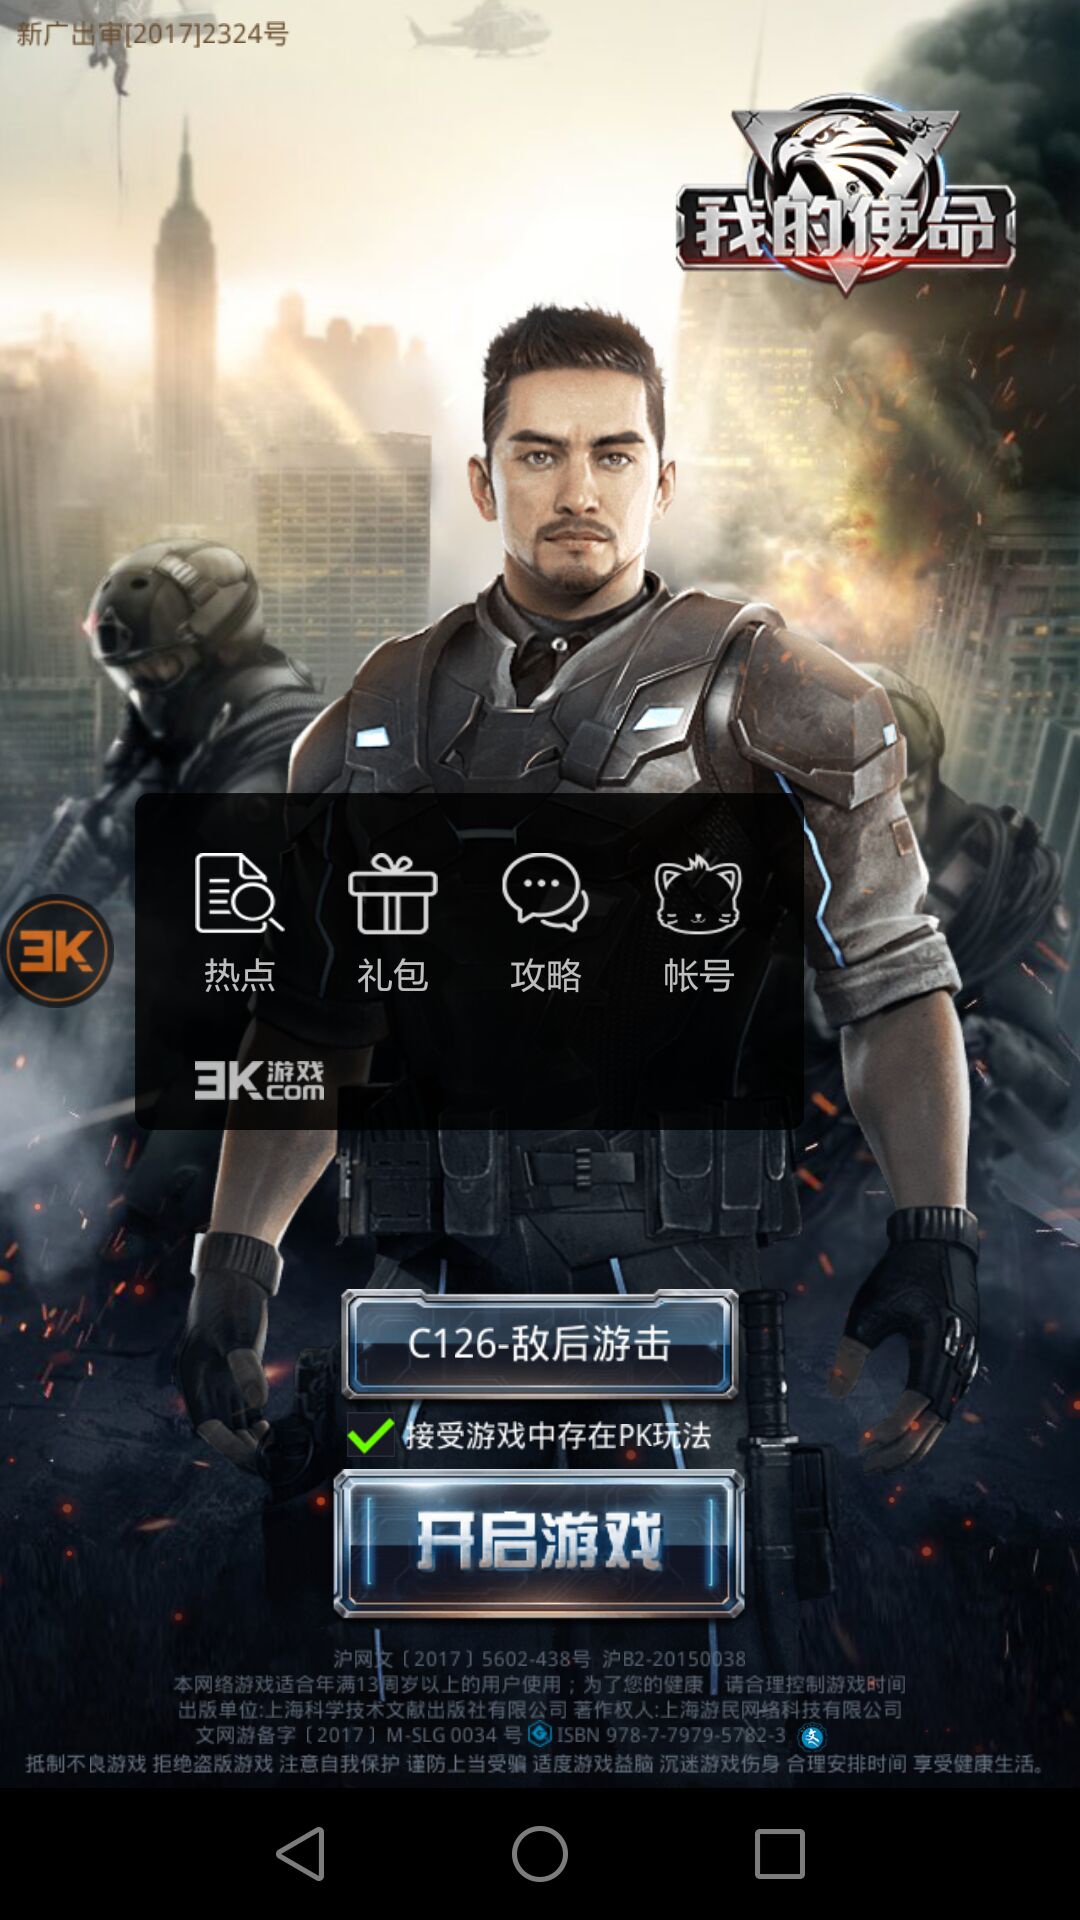 新广出审[2017]2324号
我的使命
3K
热点 礼包 攻略 帐号
3K游戏
com
C126-敌后游击
接受游戏中存在PK玩法
开启游戏
沪网文〔2017〕5602-438号 沪B2-20150038
本网络游戏适合年满13周岁以上的用户使用；为了您的健康，请合理控制游戏时间
出版单位:上海科学技术文献出版社有限公司 著作权人:上海游民网络科技有限公司
文网游备字〔2017〕M-SLG 0034 号 ISBN 978-7-7979-5782-3
抵制不良游戏 拒绝盗版游戏 注意自我保护 谨防上当受骗 适度游戏益脑 沉迷游戏伤身 合理安排时间 享受健康生活。